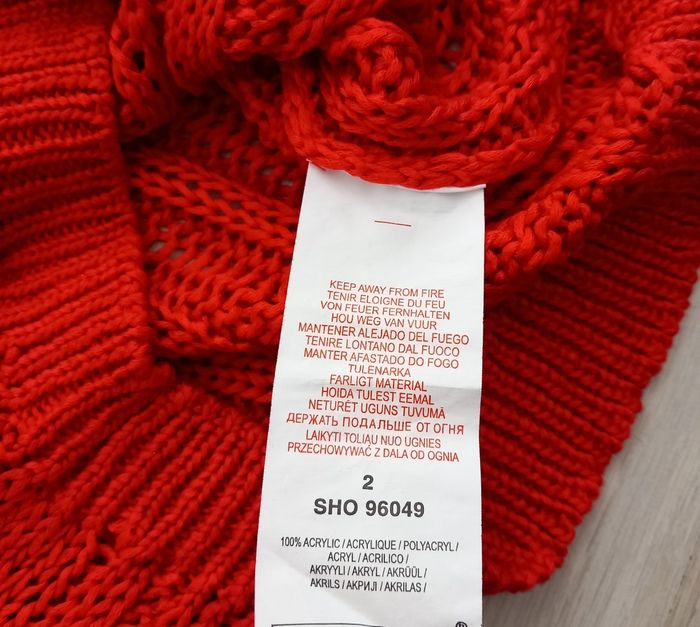 KEEP AWAY FROM FIRE
TENIR ELOIGNE DU FEU
VON FEUER FERNHALTEN
HOU WEG VAN VUUR
MANTENER ALEJADO DEL FUEGO
TENIRE LONTANO DAL FUOCO
MANTER AFASTADO DO FOGO
TULENARKA
FARLIGT MATERIAL
HOIDA TULEST EEMAL
NETURĒT UGUNS TUVUMĀ
ДЕРЖАТЬ ПОДАЛЬШЕ ОТ ОГНЯ
LAIKYTI TOLIAU NUO UGNIES
PRZECHOWYWAĆ Z DALA OD OGNIA
2
SHO 96049
100% ACRYLIC / ACRYLIQUE / POLYACRYL /
ACRYL / ACRILICO /
AKRYYLI / AKRYL / AKRÜÜL /
AKRILS / АКРИЛ / AKRILAS /
®